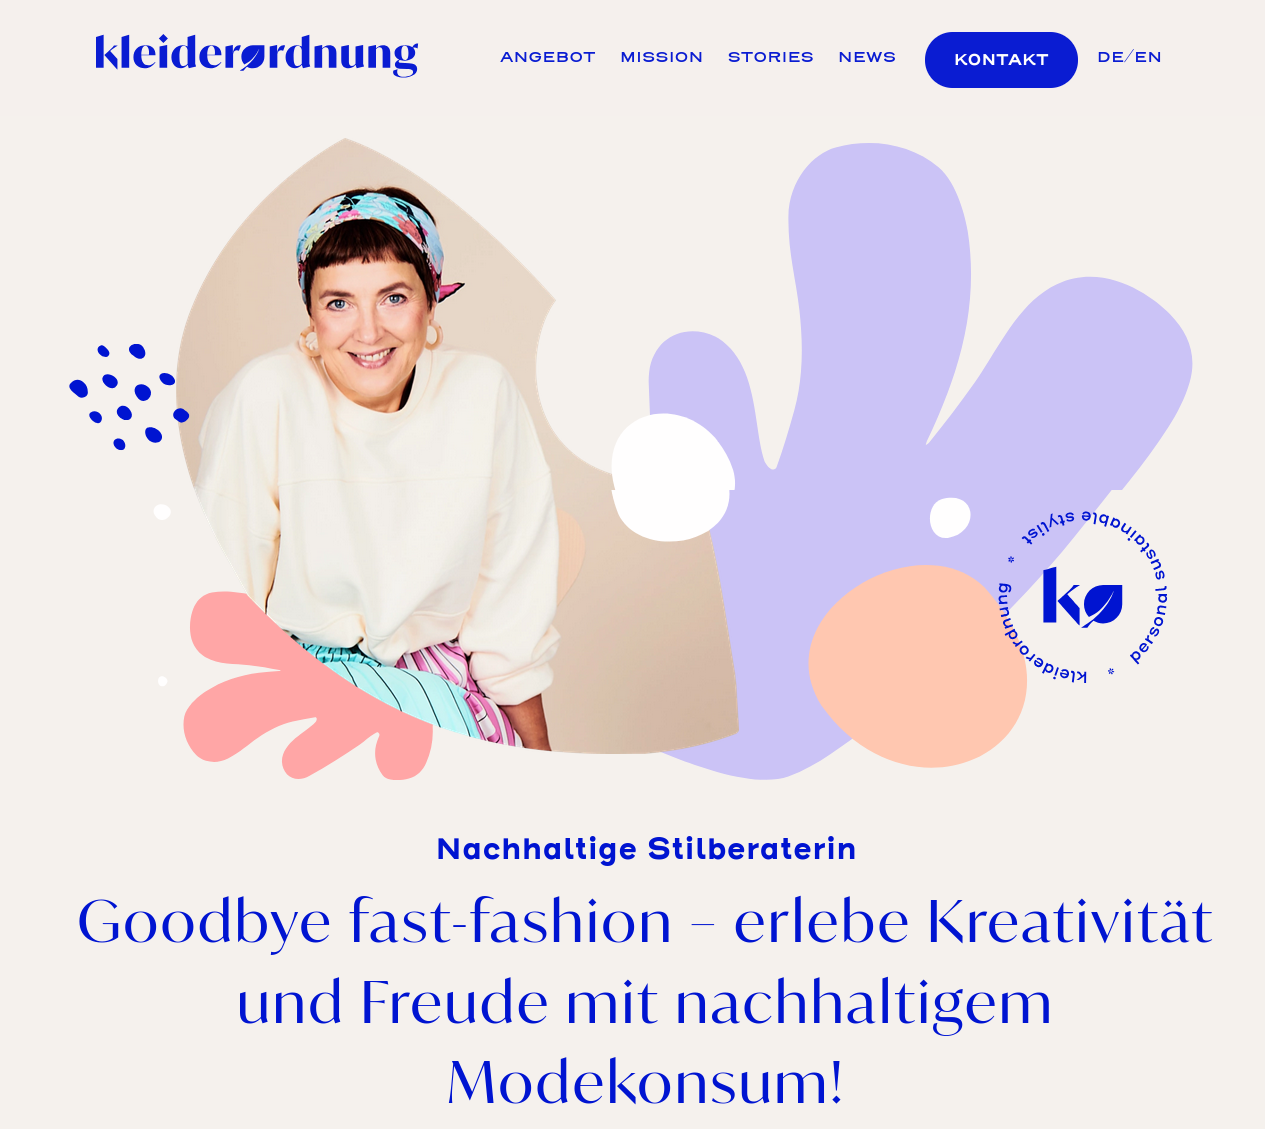 kleiderordnung
ANGEBOT MISSION STORIES NEWS KONTAKT DE/EN
kleiderordnung * personal sustainable stylist *
kø
Nachhaltige Stilberaterin
Goodbye fast-fashion – erlebe Kreativität
und Freude mit nachhaltigem
Modekonsum!